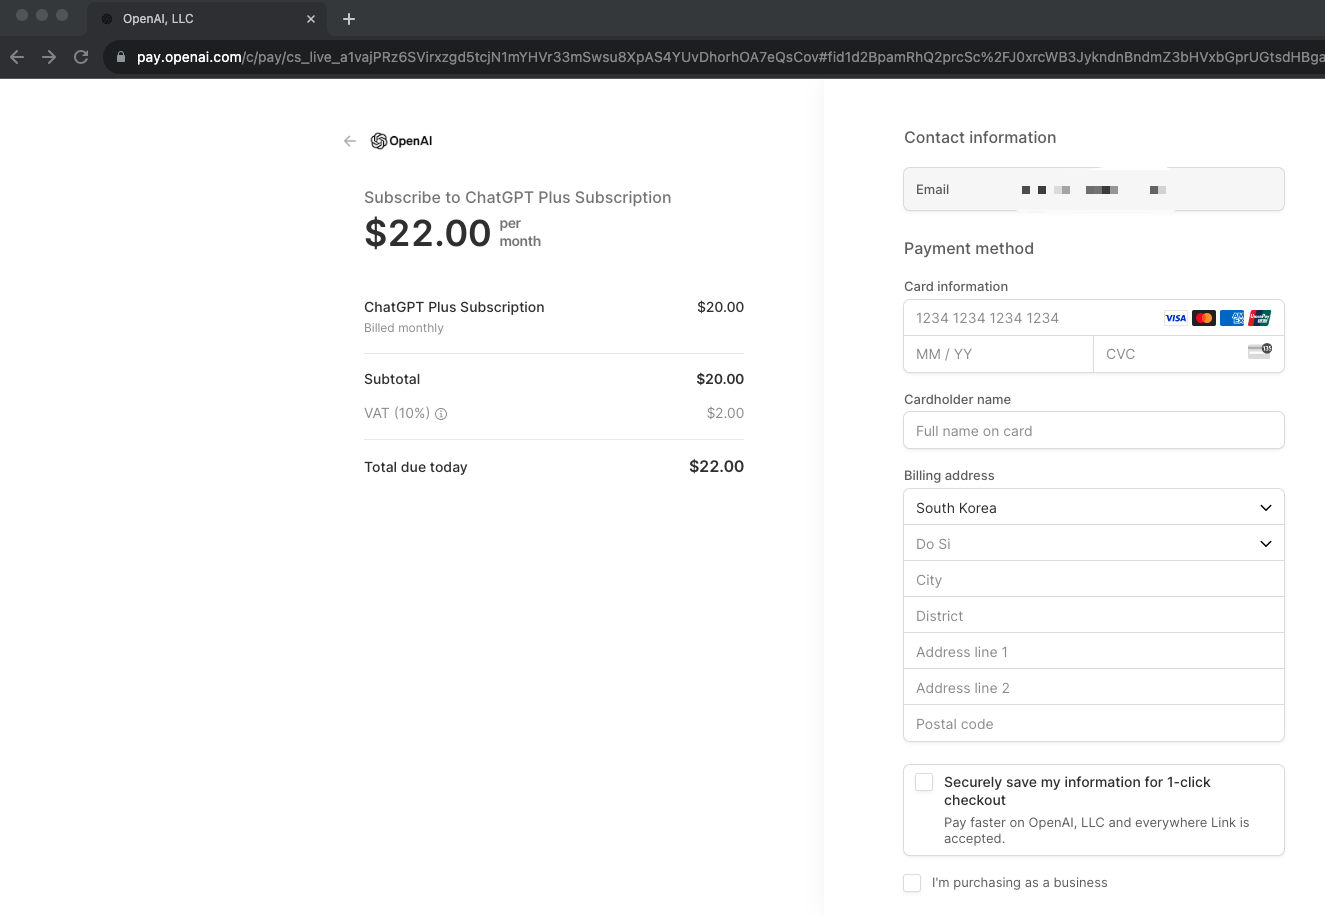 OpenAI, LLC
pay.openai.com/c/pay/cs_live_a1vajPRz6SVirxzgd5tcjN1mYHVr33mSwsu8XpAS4YUvDhorhOA7eQsCov#fid1d2BpamRhQ2prcSc%2FJ0xrcWB3JykndnBndmZ3bHVxbGprUGtsdHBga
OpenAI
Subscribe to ChatGPT Plus Subscription
$22.00 per
month
ChatGPT Plus Subscription $20.00
Billed monthly
Subtotal $20.00
VAT (10%) $2.00
Total due today $22.00
Contact information
Email
Payment method
Card information
1234 1234 1234 1234 VISA AM EX UnionPay
MM / YY CVC 135
Cardholder name
Full name on card
Billing address
South Korea
Do Si
City
District
Address line 1
Address line 2
Postal code
Securely save my information for 1-click
checkout
Pay faster on OpenAI, LLC and everywhere Link is
accepted.
I'm purchasing as a business